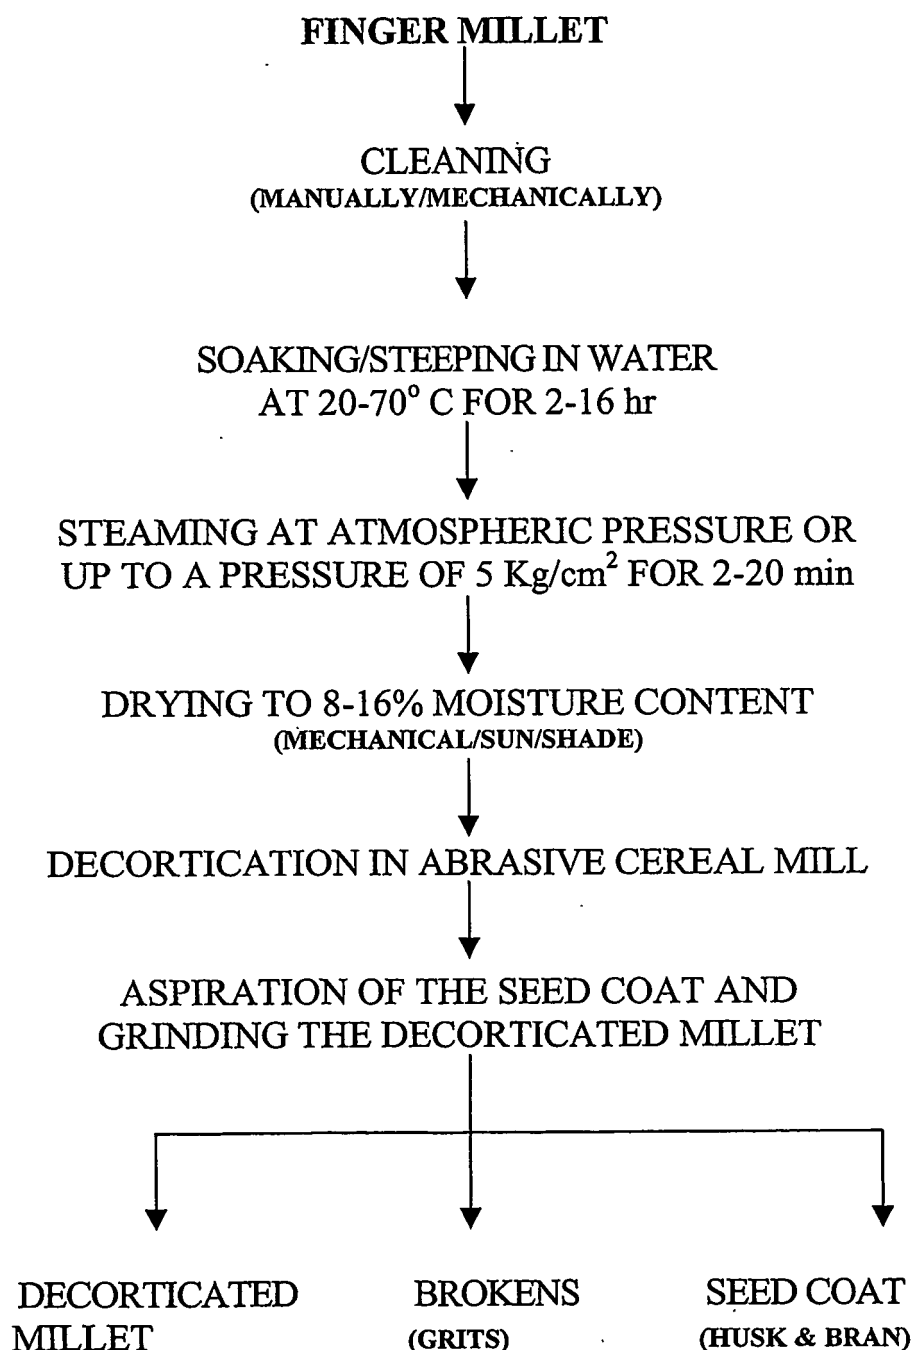 FINGER MILLET
CLEANING
(MANUALLY/MECHANICALLY)
SOAKING/STEEPING IN WATER
AT 20-70° C FOR 2-16 hr
STEAMING AT ATMOSPHERIC PRESSURE OR
UP TO A PRESSURE OF 5 Kg/cm² FOR 2-20 min
DRYING TO 8-16% MOISTURE CONTENT
(MECHANICAL/SUN/SHADE)
DECORTICATION IN ABRASIVE CEREAL MILL
ASPIRATION OF THE SEED COAT AND
GRINDING THE DECORTICATED MILLET
DECORTICATED
MILLET
BROKENS
(GRITS)
SEED COAT
(HUSK & BRAN)